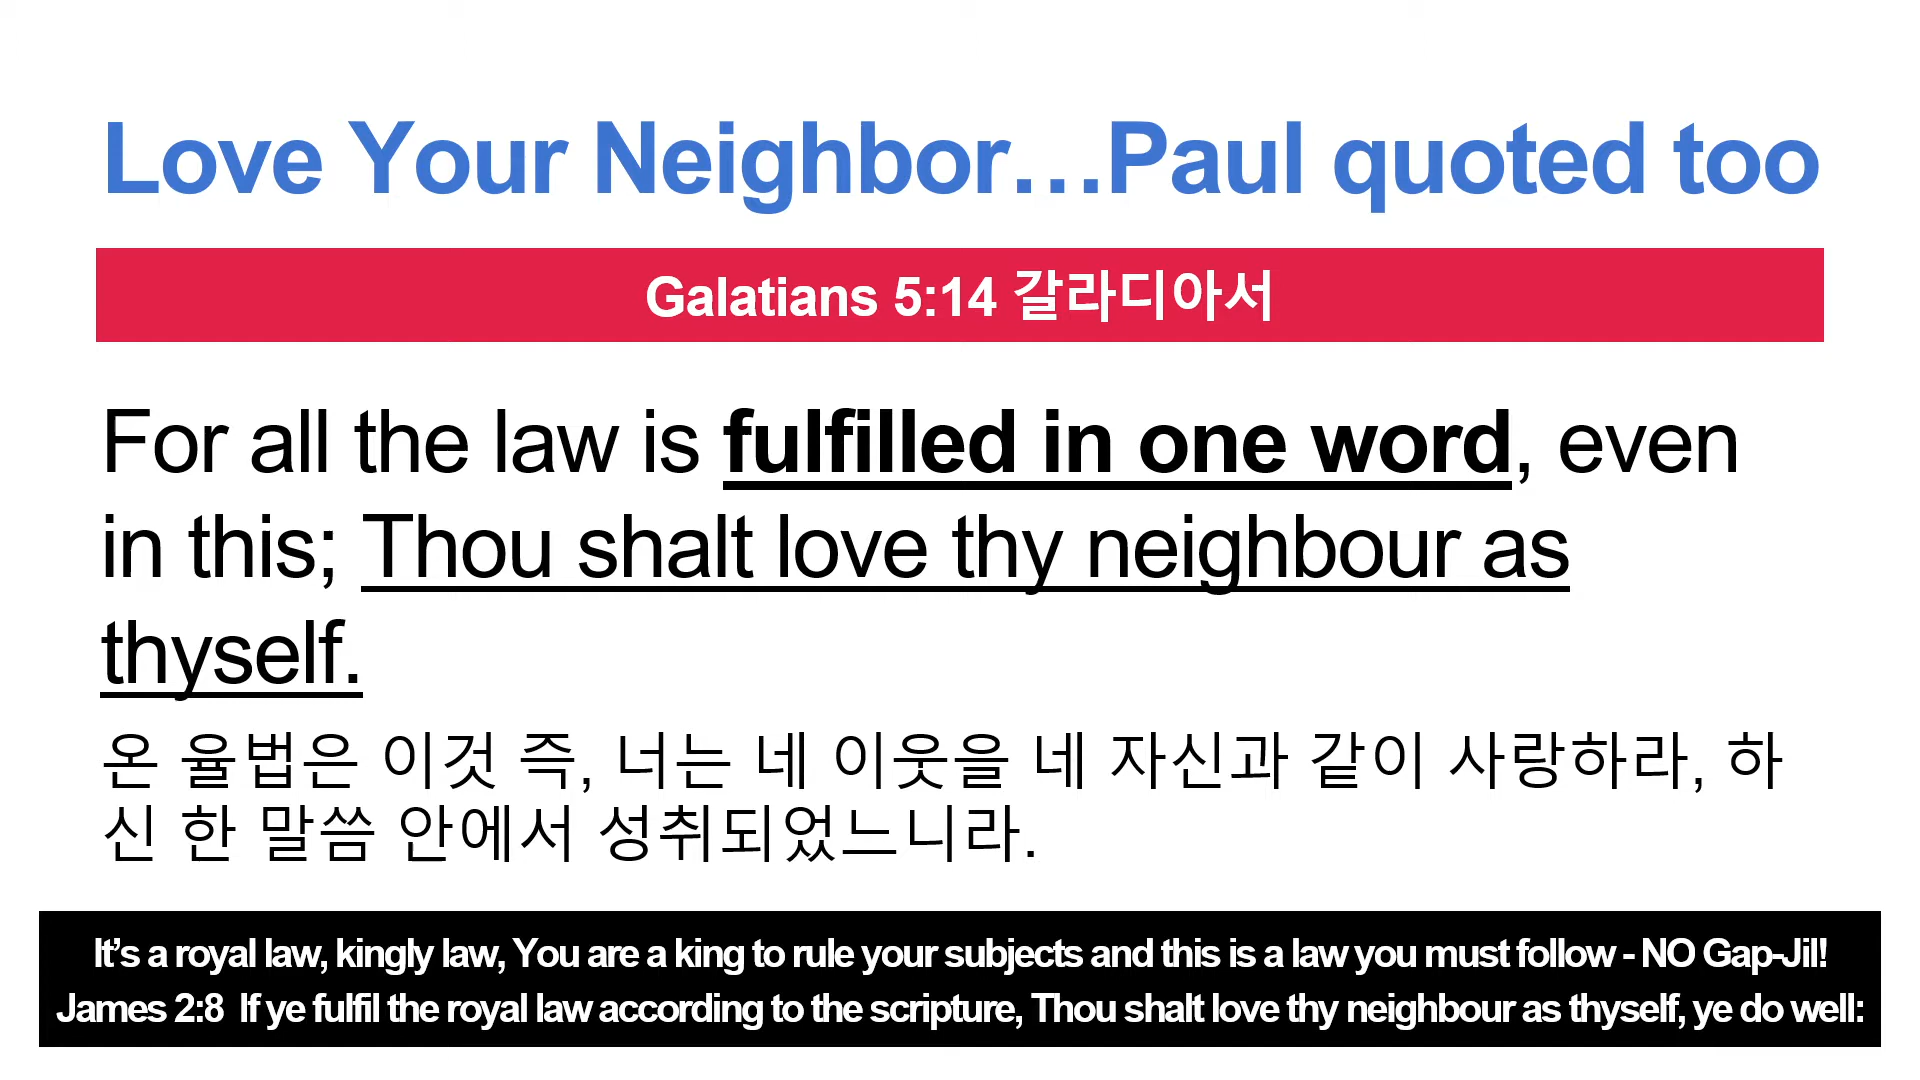 Love Your Neighbor…Paul quoted too
Galatians 5:14 갈라디아서
For all the law is fulfilled in one word, even
in this; Thou shalt love thy neighbour as
thyself.
온 율법은 이것 즉, 너는 네 이웃을 네 자신과 같이 사랑하라, 하
신 한 말씀 안에서 성취되었느니라.
It’s a royal law, kingly law, You are a king to rule your subjects and this is a law you must follow - NO Gap-Jil!
James 2:8  If ye fulfil the royal law according to the scripture, Thou shalt love thy neighbour as thyself, ye do well: